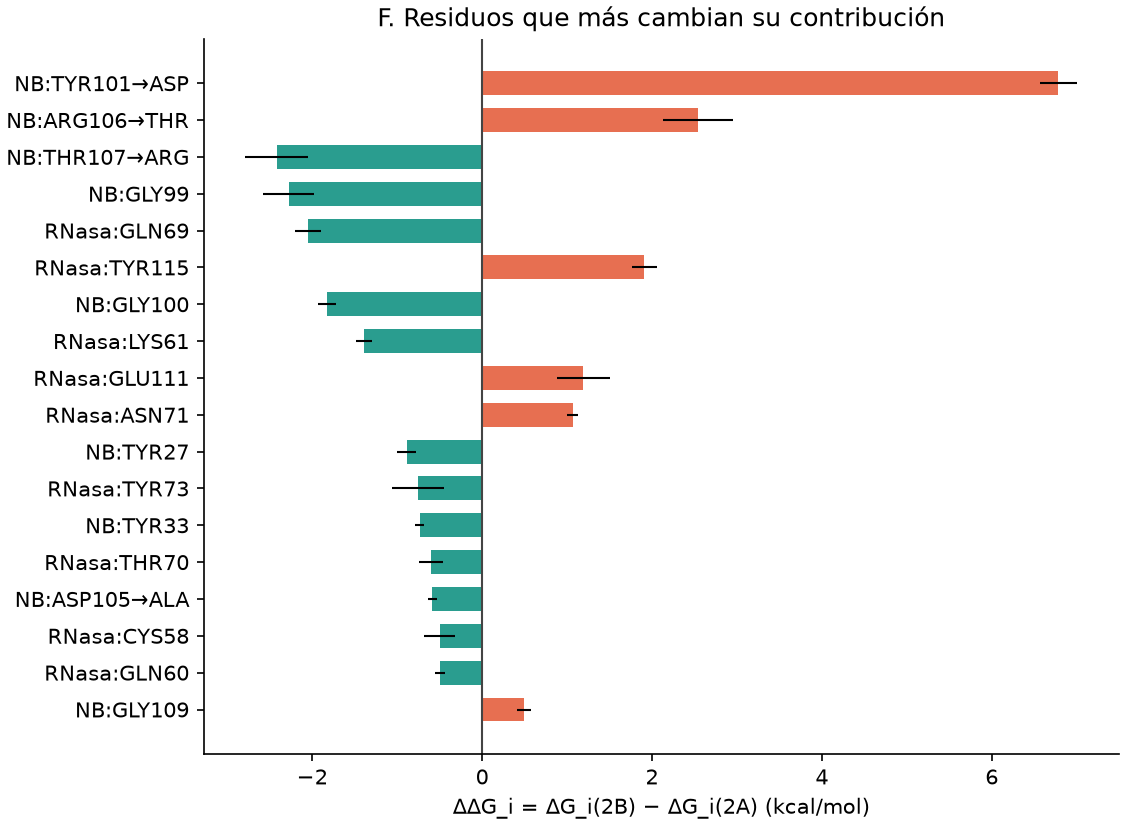 F. Residuos que más cambian su contribución
NB:TYR101→ASP
NB:ARG106→THR
NB:THR107→ARG
NB:GLY99
RNasa:GLN69
RNasa:TYR115
NB:GLY100
RNasa:LYS61
RNasa:GLU111
RNasa:ASN71
NB:TYR27
RNasa:TYR73
NB:TYR33
RNasa:THR70
NB:ASP105→ALA
RNasa:CYS58
RNasa:GLN60
NB:GLY109
−2 0 2 4 6
ΔΔG_i = ΔG_i(2B) − ΔG_i(2A) (kcal/mol)